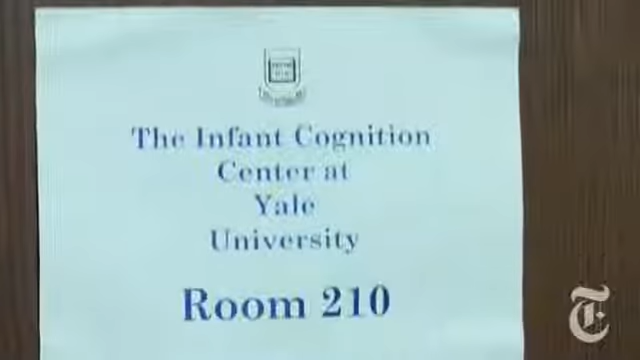 The Infant Cognition
Center at
Yale
University
Room 210